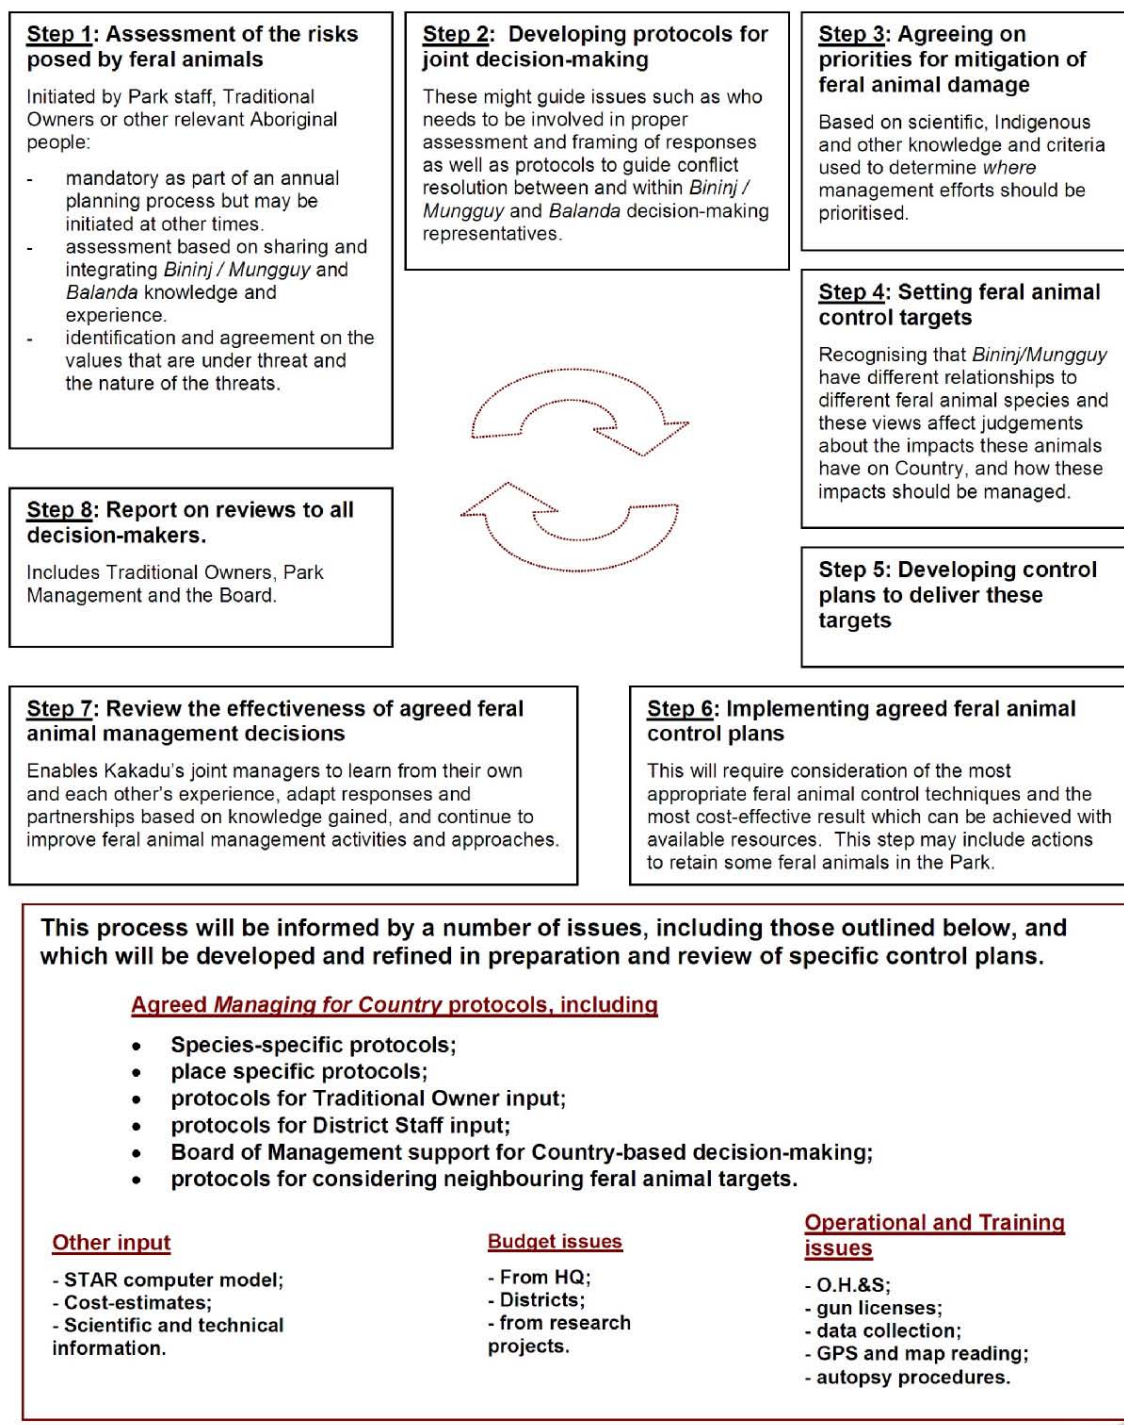 Step 1: Assessment of the risks
posed by feral animals
Initiated by Park staff, Traditional
Owners or other relevant Aboriginal
people:
- mandatory as part of an annual
planning process but may be
initiated at other times.
- assessment based on sharing and
integrating Bininj / Mungguy and
Balanda knowledge and
experience.
- identification and agreement on the
values that are under threat and
the nature of the threats.
Step 2: Developing protocols for
joint decision-making
These might guide issues such as who
needs to be involved in proper
assessment and framing of responses
as well as protocols to guide conflict
resolution between and within Bininj /
Mungguy and Balanda decision-making
representatives.
Step 3: Agreeing on
priorities for mitigation of
feral animal damage
Based on scientific, Indigenous
and other knowledge and criteria
used to determine where
management efforts should be
prioritised.
Step 4: Setting feral animal
control targets
Recognising that Bininj/Mungguy
have different relationships to
different feral animal species and
these views affect judgements
about the impacts these animals
have on Country, and how these
impacts should be managed.
Step 5: Developing control
plans to deliver these
targets
Step 6: Implementing agreed feral animal
control plans
This will require consideration of the most
appropriate feral animal control techniques and the
most cost-effective result which can be achieved with
available resources. This step may include actions
to retain some feral animals in the Park.
Step 7: Review the effectiveness of agreed feral
animal management decisions
Enables Kakadu's joint managers to learn from their own
and each other's experience, adapt responses and
partnerships based on knowledge gained, and continue to
improve feral animal management activities and approaches.
Step 8: Report on reviews to all
decision-makers.
Includes Traditional Owners, Park
Management and the Board.
This process will be informed by a number of issues, including those outlined below, and
which will be developed and refined in preparation and review of specific control plans.
Agreed Managing for Country protocols, including
• Species-specific protocols;
• place specific protocols;
• protocols for Traditional Owner input;
• protocols for District Staff input;
• Board of Management support for Country-based decision-making;
• protocols for considering neighbouring feral animal targets.
Other input
- STAR computer model;
- Cost-estimates;
- Scientific and technical
information.
Budget issues
- From HQ;
- Districts;
- from research
projects.
Operational and Training
issues
- O.H.&S;
- gun licenses;
- data collection;
- GPS and map reading;
- autopsy procedures.